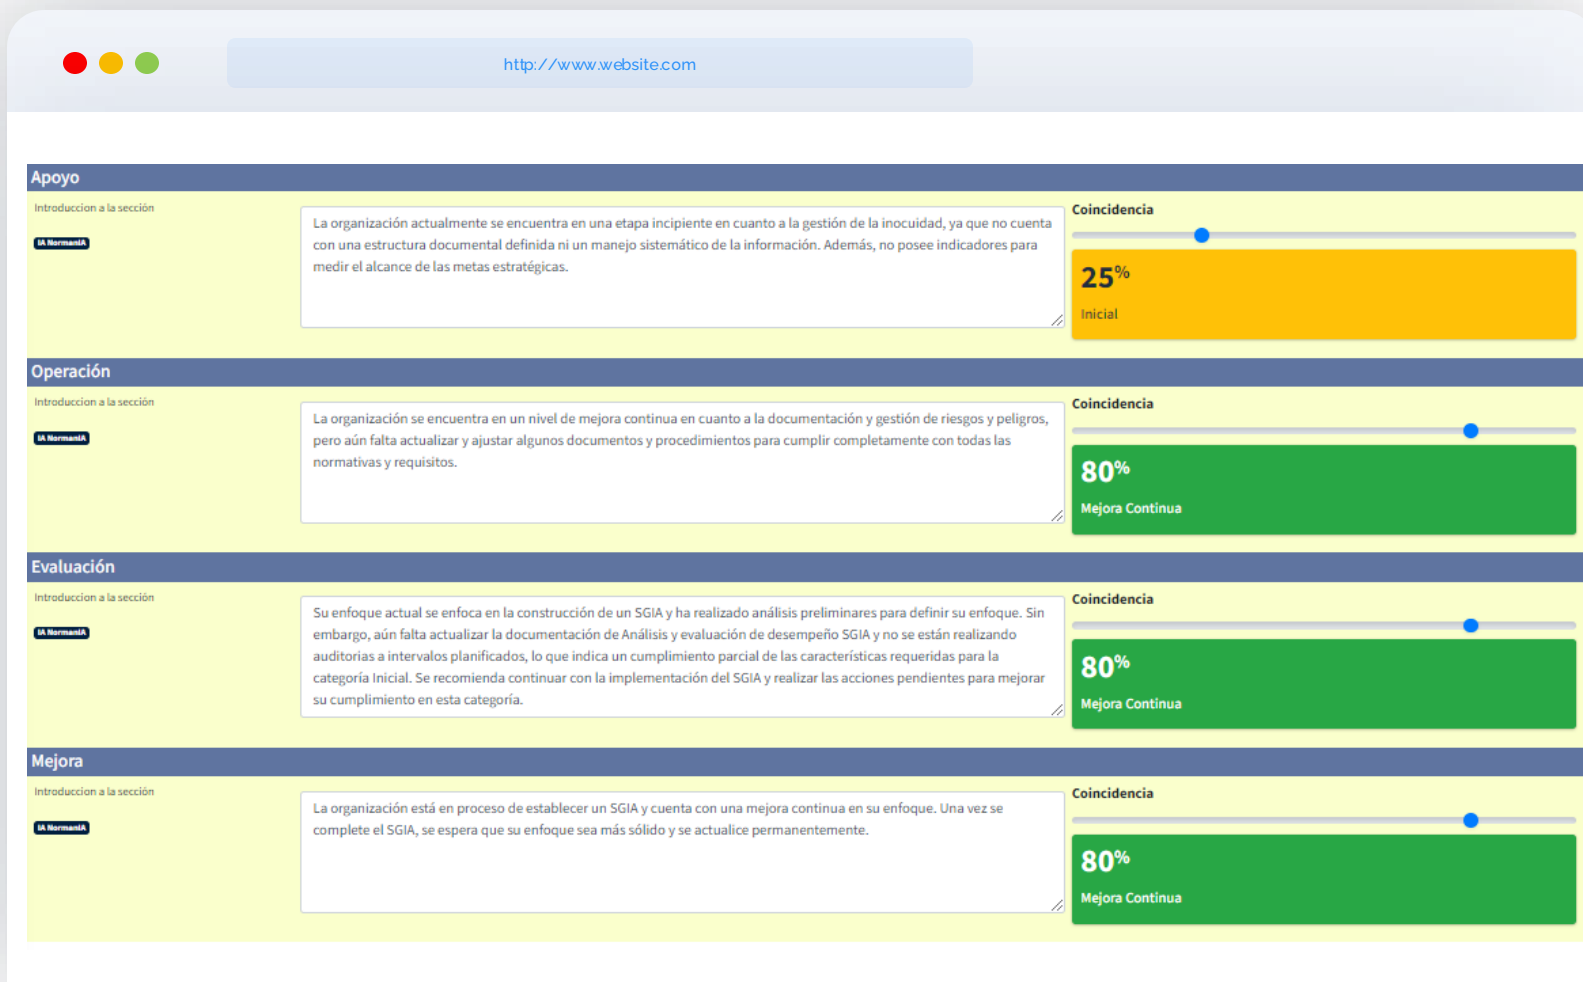 http://www.website.com
Apoyo
Introduccion a la sección
IA NormanIA
La organización actualmente se encuentra en una etapa incipiente en cuanto a la gestión de la inocuidad, ya que no cuenta
con una estructura documental definida ni un manejo sistemático de la información. Además, no posee indicadores para
medir el alcance de las metas estratégicas.
Coincidencia
25%
Inicial
Operación
Introduccion a la sección
IA NormanIA
La organización se encuentra en un nivel de mejora continua en cuanto a la documentación y gestión de riesgos y peligros,
pero aún falta actualizar y ajustar algunos documentos y procedimientos para cumplir completamente con todas las
normativas y requisitos.
Coincidencia
80%
Mejora Continua
Evaluación
Introduccion a la sección
IA NormanIA
Su enfoque actual se enfoca en la construcción de un SGIA y ha realizado análisis preliminares para definir su enfoque. Sin
embargo, aún falta actualizar la documentación de Análisis y evaluación de desempeño SGIA y no se están realizando
auditorias a intervalos planificados, lo que indica un cumplimiento parcial de las características requeridas para la
categoría Inicial. Se recomienda continuar con la implementación del SGIA y realizar las acciones pendientes para mejorar
su cumplimiento en esta categoría.
Coincidencia
80%
Mejora Continua
Mejora
Introduccion a la sección
IA NormanIA
La organización está en proceso de establecer un SGIA y cuenta con una mejora continua en su enfoque. Una vez se
complete el SGIA, se espera que su enfoque sea más sólido y se actualice permanentemente.
Coincidencia
80%
Mejora Continua